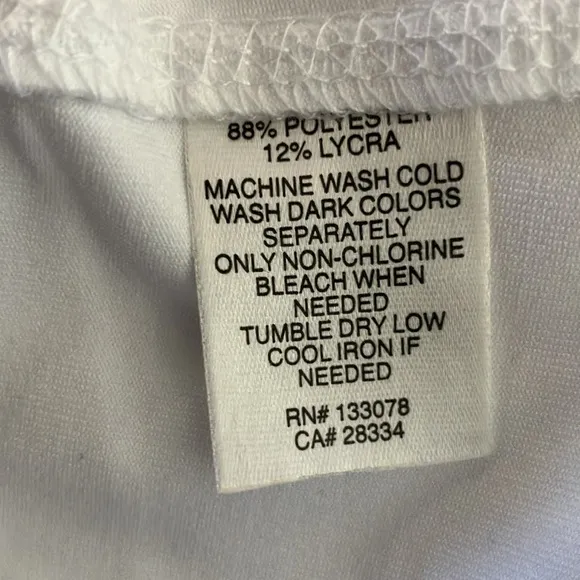 88% POLYESTER
12% LYCRA
MACHINE WASH COLD
WASH DARK COLORS
SEPARATELY
ONLY NON-CHLORINE
BLEACH WHEN
NEEDED
TUMBLE DRY LOW
COOL IRON IF
NEEDED
RN# 133078
CA# 28334